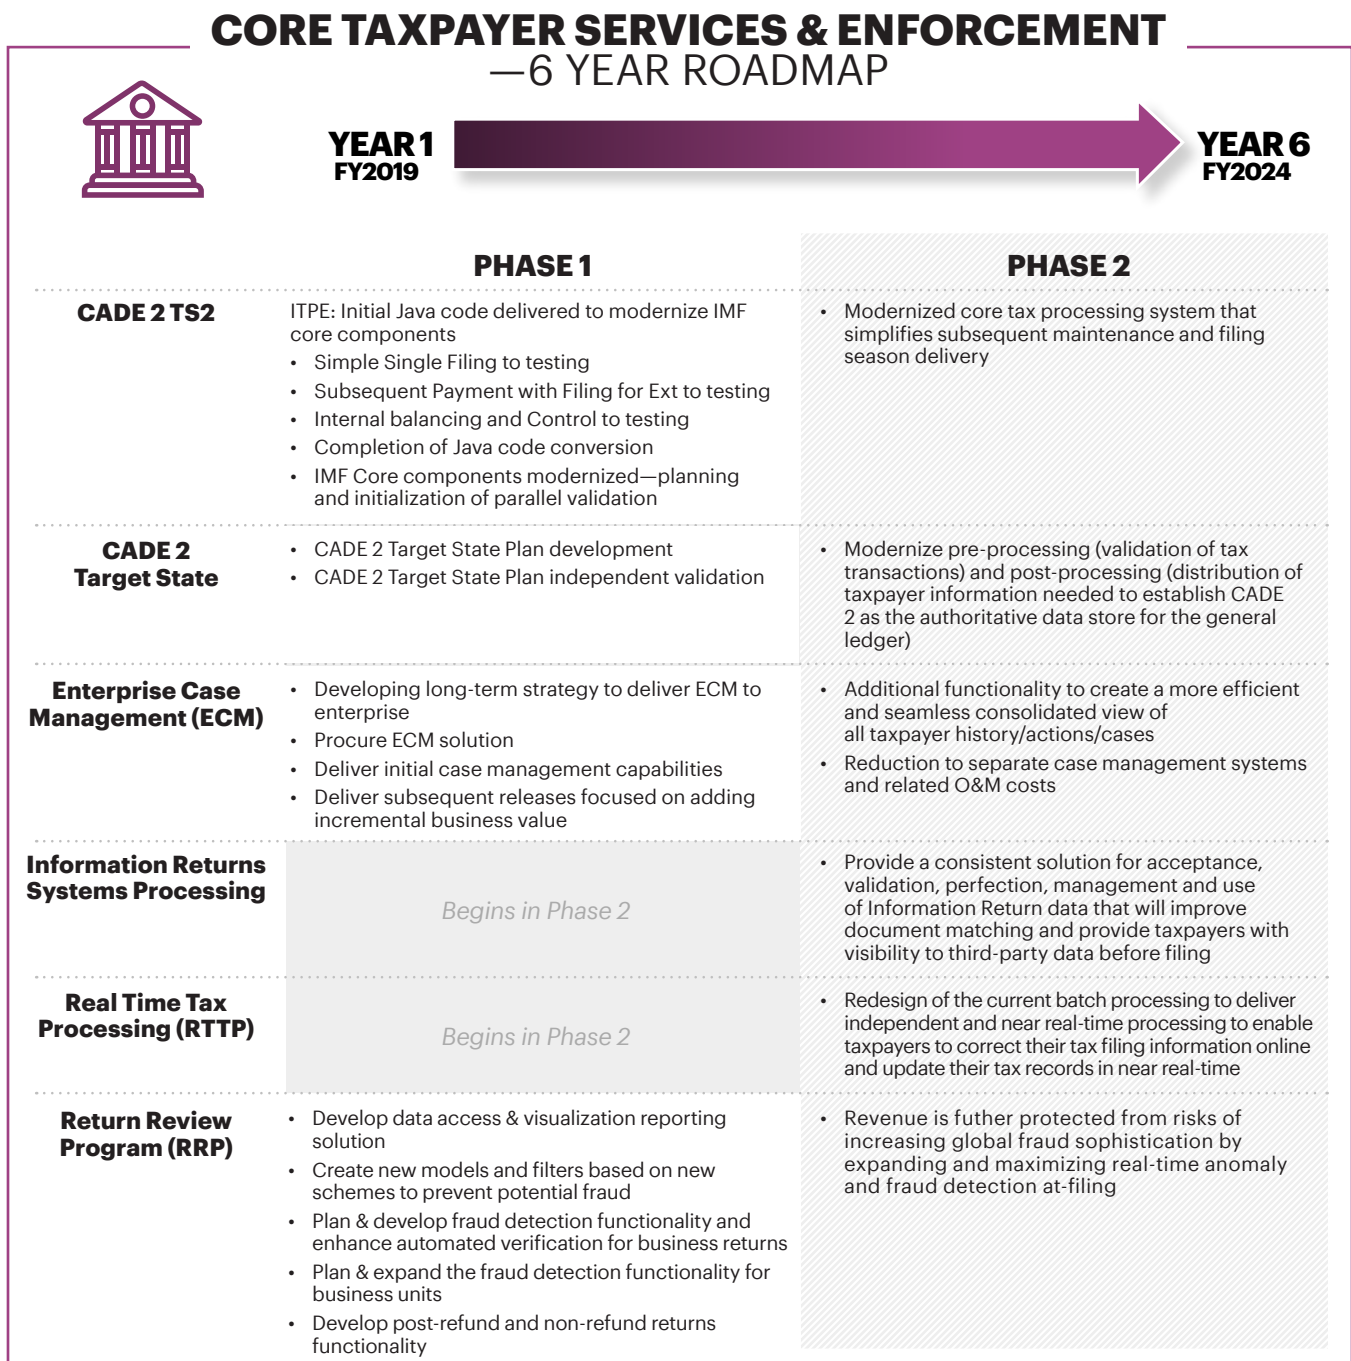 CORE TAXPAYER SERVICES & ENFORCEMENT
—6 YEAR ROADMAP
YEAR 1
FY2019
YEAR 6
FY2024
PHASE 1
PHASE 2
CADE 2 TS2
ITPE: Initial Java code delivered to modernize IMF
core components
• Simple Single Filing to testing
• Subsequent Payment with Filing for Ext to testing
• Internal balancing and Control to testing
• Completion of Java code conversion
• IMF Core components modernized—planning
and initialization of parallel validation
• Modernized core tax processing system that
simplifies subsequent maintenance and filing
season delivery
CADE 2
Target State
• CADE 2 Target State Plan development
• CADE 2 Target State Plan independent validation
• Modernize pre-processing (validation of tax
transactions) and post-processing (distribution of
taxpayer information needed to establish CADE
2 as the authoritative data store for the general
ledger)
Enterprise Case
Management (ECM)
• Developing long-term strategy to deliver ECM to
enterprise
• Procure ECM solution
• Deliver initial case management capabilities
• Deliver subsequent releases focused on adding
incremental business value
• Additional functionality to create a more efficient
and seamless consolidated view of
all taxpayer history/actions/cases
• Reduction to separate case management systems
and related O&M costs
Information Returns
Systems Processing
Begins in Phase 2
• Provide a consistent solution for acceptance,
validation, perfection, management and use
of Information Return data that will improve
document matching and provide taxpayers with
visibility to third-party data before filing
Real Time Tax
Processing (RTTP)
Begins in Phase 2
• Redesign of the current batch processing to deliver
independent and near real-time processing to enable
taxpayers to correct their tax filing information online
and update their tax records in near real-time
Return Review
Program (RRP)
• Develop data access & visualization reporting
solution
• Create new models and filters based on new
schemes to prevent potential fraud
• Plan & develop fraud detection functionality and
enhance automated verification for business returns
• Plan & expand the fraud detection functionality for
business units
• Develop post-refund and non-refund returns
functionality
• Revenue is futher protected from risks of
increasing global fraud sophistication by
expanding and maximizing real-time anomaly
and fraud detection at-filing